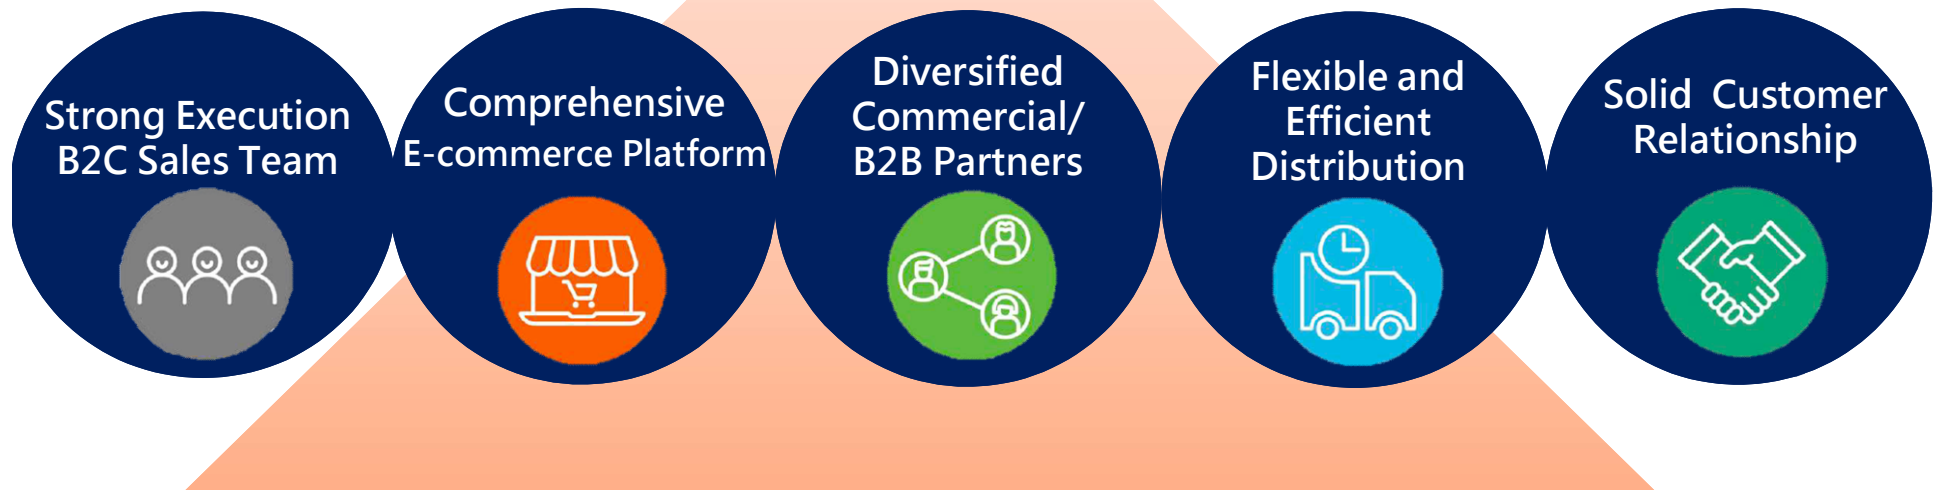 Strong Execution
B2C Sales Team
Comprehensive
E-commerce Platform
Diversified
Commercial/
B2B Partners
Flexible and
Efficient
Distribution
Solid  Customer
Relationship